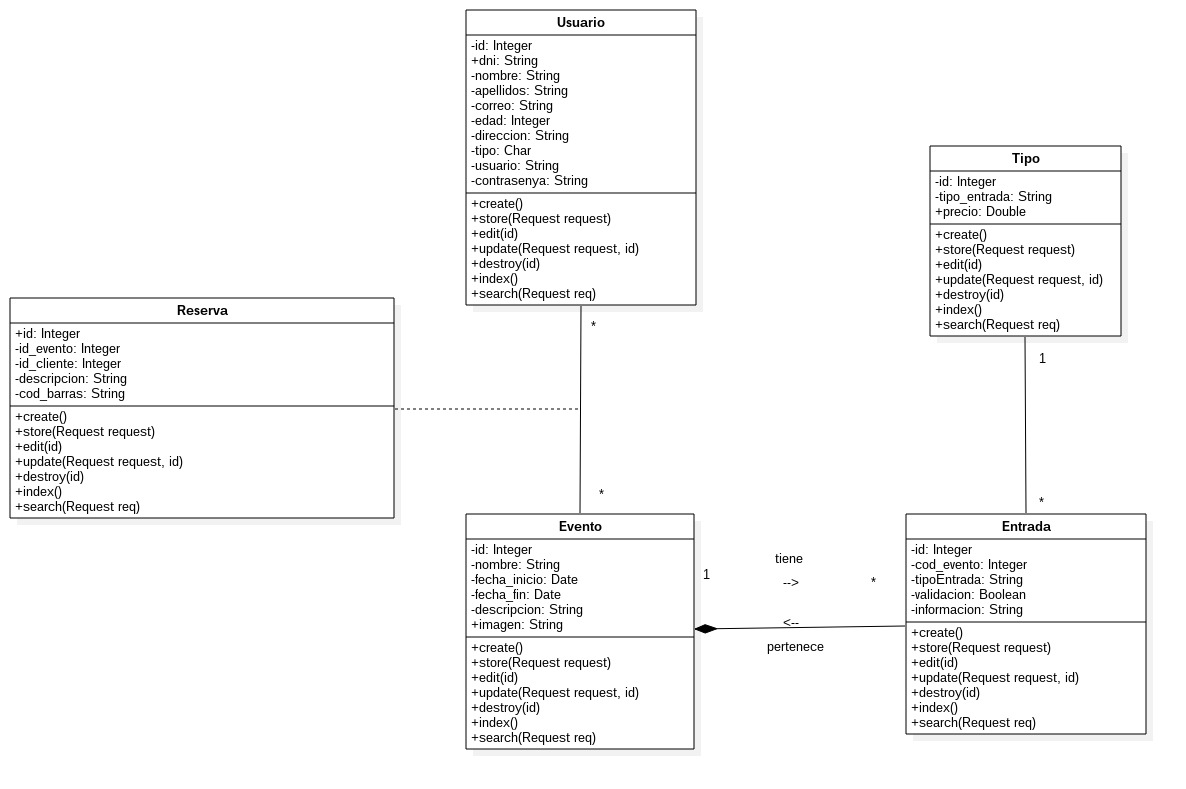 Usuario
-id: Integer
+dni: String
-nombre: String
-apellidos: String
-correo: String
-edad: Integer
-direccion: String
-tipo: Char
-usuario: String
-contrasenya: String
+create()
+store(Request request)
+edit(id)
+update(Request request, id)
+destroy(id)
+index()
+search(Request req)
*
*
Tipo
-id: Integer
-tipo_entrada: String
+precio: Double
+create()
+store(Request request)
+edit(id)
+update(Request request, id)
+destroy(id)
+index()
+search(Request req)
1
*
Reserva
+id: Integer
-id_evento: Integer
-id_cliente: Integer
-descripcion: String
-cod_barras: String
+create()
+store(Request request)
+edit(id)
+update(Request request, id)
+destroy(id)
+index()
+search(Request req)
Evento
-id: Integer
-nombre: String
-fecha_inicio: Date
-fecha_fin: Date
-descripcion: String
+imagen: String
+create()
+store(Request request)
+edit(id)
+update(Request request, id)
+destroy(id)
+index()
+search(Request req)
tiene
1
-->
*
<--
pertenece
Entrada
-id: Integer
-cod_evento: Integer
-tipoEntrada: String
-validacion: Boolean
-informacion: String
+create()
+store(Request request)
+edit(id)
+update(Request request, id)
+destroy(id)
+index()
+search(Request req)